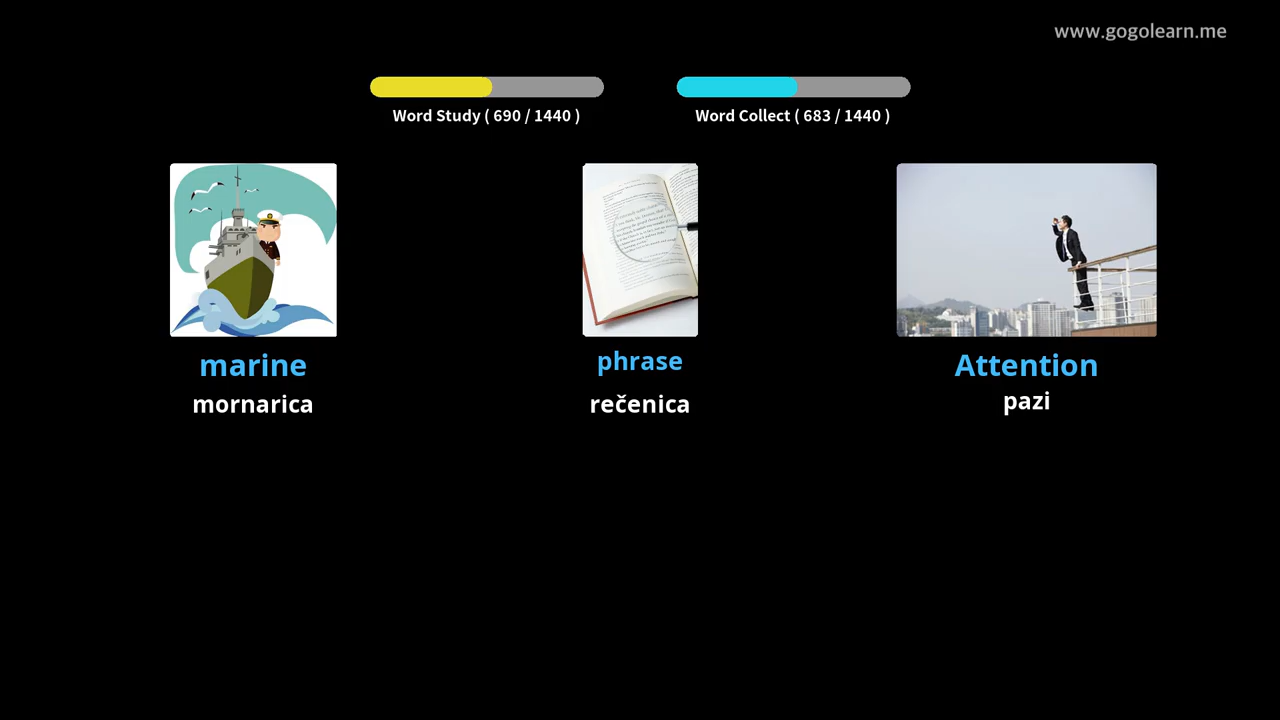 www.gogolearn.me
Word Study ( 690 / 1440 )
Word Collect ( 683 / 1440 )
marine
phrase
Attention
mornarica
rečenica
pazi